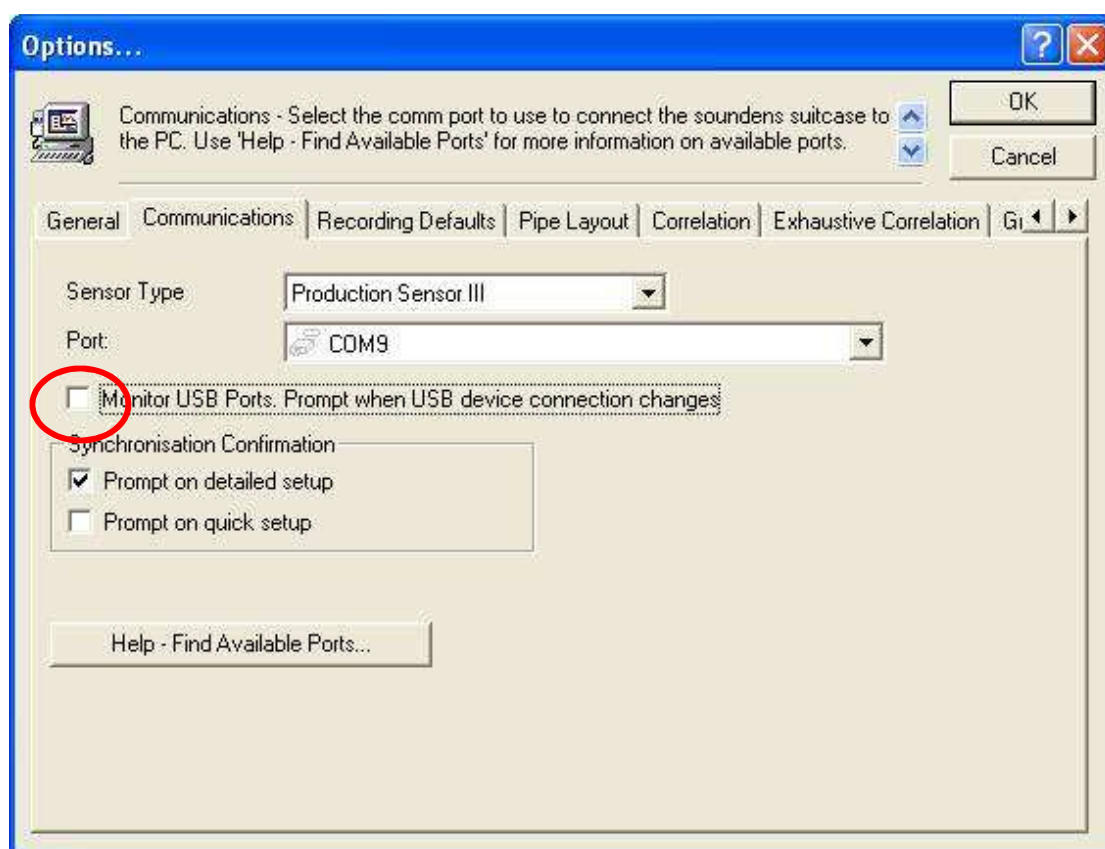 Options...
OK
Communications - Select the comm port to use to connect the soundens suitcase to
the PC. Use 'Help - Find Available Ports' for more information on available ports.
Cancel
General Communications Recording Defaults Pipe Layout Correlation Exhaustive Correlation
Sensor Type Production Sensor III
Port: COM9
Monitor USB Ports. Prompt when USB device connection changes
Synchronisation Confirmation
Prompt on detailed setup
Prompt on quick setup
Help - Find Available Ports...